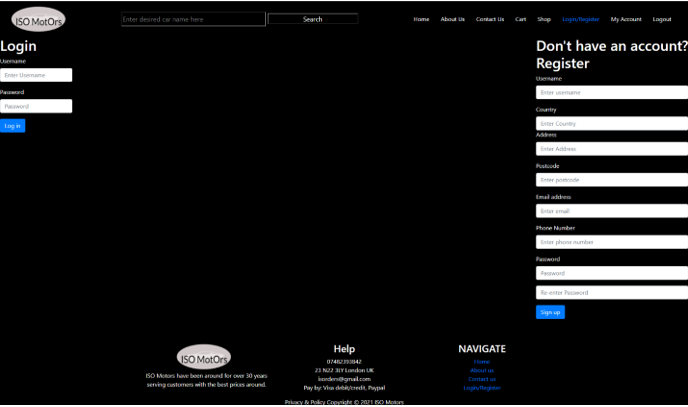 ISO MotOrs
Enter desired car name here
Search
Home About Us Contact Us Cart Shop Login/Register My Account Logout
Login
Username
Enter Username
Password
Password
Log in
Don't have an account?
Register
Username
Enter username
Country
Enter Country
Address
Enter Address
Postcode
Enter postcode
Email address
Enter email
Phone Number
Enter phone number
Password
Password
Re-enter Password
Sign up
ISO MotOrs
ISO Motors have been around for over 30 years
serving customers with the best prices around.
Help
07482393842
23 N22 3LY London UK
isorders@gmail.com
Pay by: Visa debit/credit, Paypal
NAVIGATE
Home
About us
Contact us
Login/Register
Privacy & Policy Copyright © 2021 ISO Motors